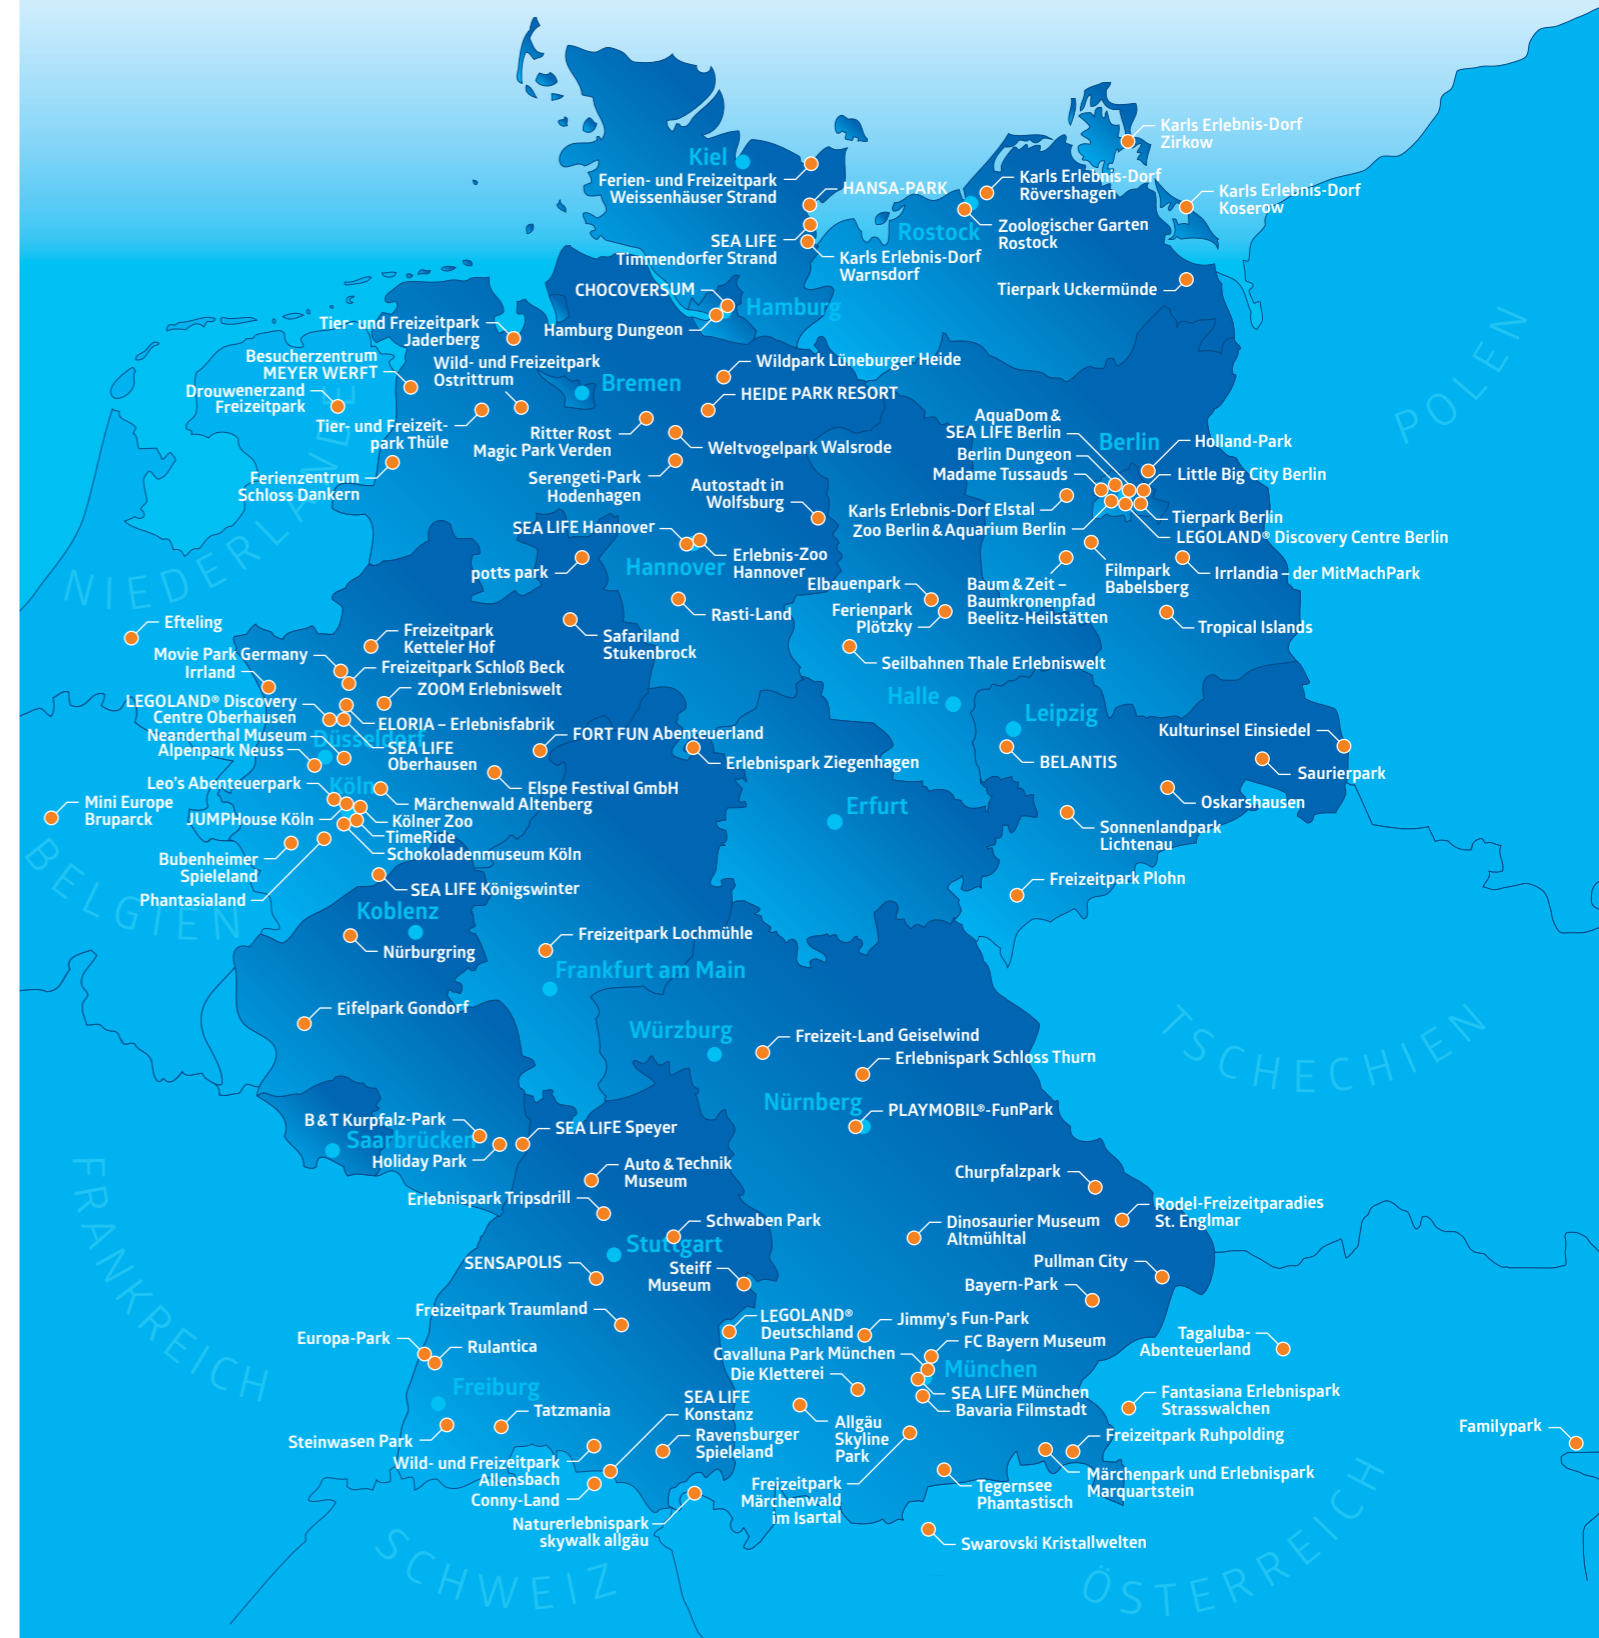 Karls Erlebnis-Dorf
Zirkow
Kiel
Ferien- und Freizeitpark
Weissenhäuser Strand
HANSA-PARK
Karls Erlebnis-Dorf
Rövershagen
Karls Erlebnis-Dorf
Koserow
Rostock
Zoologischer Garten
Rostock
SEA LIFE
Timmendorfer Strand
Karls Erlebnis-Dorf
Warnsdorf
CHOCOVERSUM
Tierpark Uckermünde
Hamburg
Hamburg Dungeon
Tier- und Freizeitpark
Jaderberg
Besucherzentrum
MEYER WERFT
Wild- und Freizeitpark
Ostrittrum
Wildpark Lüneburger Heide
Bremen
Drouwenerzand
Freizeitpark
HEIDE PARK RESORT
POLEN
Tier- und Freizeit-
park Thüle
Ritter Rost
Magic Park Verden
Weltvogelpark Walsrode
AquaDom &
SEA LIFE Berlin
Berlin
Holland-Park
Berlin Dungeon
Madame Tussauds
Little Big City Berlin
Ferienzentrum
Schloss Dankern
Serengeti-Park
Hodenhagen
Autostadt in
Wolfsburg
Karls Erlebnis-Dorf Elstal
Zoo Berlin & Aquarium Berlin
Tierpark Berlin
LEGOLAND® Discovery Centre Berlin
NIEDERLANDE
SEA LIFE Hannover
Erlebnis-Zoo
Hannover
Hannover
potts park
Filmpark
Babelsberg
Irrlandia – der MitMachPark
Elbauenpark
Baum & Zeit –
Baumkronenpfad
Beelitz-Heilstätten
Ferienpark
Plötzky
Rasti-Land
Tropical Islands
Efteling
Freizeitpark
Ketteler Hof
Safariland
Stukenbrock
Seilbahnen Thale Erlebniswelt
Movie Park Germany
Freizeitpark Schloß Beck
Irrland
ZOOM Erlebniswelt
Halle
LEGOLAND® Discovery
Centre Oberhausen
ELORIA – Erlebnisfabrik
Leipzig
Neanderthal Museum
Düsseldorf
FORT FUN Abenteuerland
Kulturinsel Einsiedel
Alpenpark Neuss
SEA LIFE
Oberhausen
Erlebnispark Ziegenhagen
BELANTIS
Saurierpark
Leo's Abenteuerpark
Köln
Elspe Festival GmbH
Mini Europe
Bruparck
Märchenwald Altenberg
Oskarshausen
Erfurt
JUMPHouse Köln
Kölner Zoo
TimeRide
Sonnenlandpark
Lichtenau
Schokoladenmuseum Köln
Bubenheimer
Spieleland
BELGIEN
Phantasialand
SEA LIFE Königswinter
Freizeitpark Plohn
Koblenz
Nürburgring
Freizeitpark Lochmühle
Frankfurt am Main
Eifelpark Gondorf
Würzburg
Freizeit-Land Geiselwind
TSCHECHIEN
Erlebnispark Schloss Thurn
Nürnberg
PLAYMOBIL®-FunPark
B & T Kurpfalz-Park
Saarbrücken
SEA LIFE Speyer
Holiday Park
Auto & Technik
Museum
Churpfalzpark
FRANKREICH
Erlebnispark Tripsdrill
Rodel-Freizeitparadies
St. Englmar
Schwaben Park
Dinosaurier Museum
Altmühltal
Stuttgart
SENSAPOLIS
Steiff
Museum
Pullman City
Bayern-Park
Freizeitpark Traumland
LEGOLAND®
Deutschland
Jimmy's Fun-Park
Europa-Park
Rulantica
FC Bayern Museum
Tagaluba-
Abenteuerland
Cavalluna Park München
München
Die Kletterei
Freiburg
SEA LIFE München
Bavaria Filmstadt
Fantasiana Erlebnispark
Strasswalchen
SEA LIFE
Konstanz
Tatzmania
Allgäu
Skyline
Park
Familypark
Steinwasen Park
Ravensburger
Spieleland
Freizeitpark Ruhpolding
Wild- und Freizeitpark
Allensbach
Märchenpark und Erlebnispark
Marquartstein
Conny-Land
Freizeitpark
Märchenwald
im Isartal
Tegernsee
Phantastisch
Naturerlebnispark
skywalk allgäu
Swarovski Kristallwelten
SCHWEIZ
ÖSTERREICH